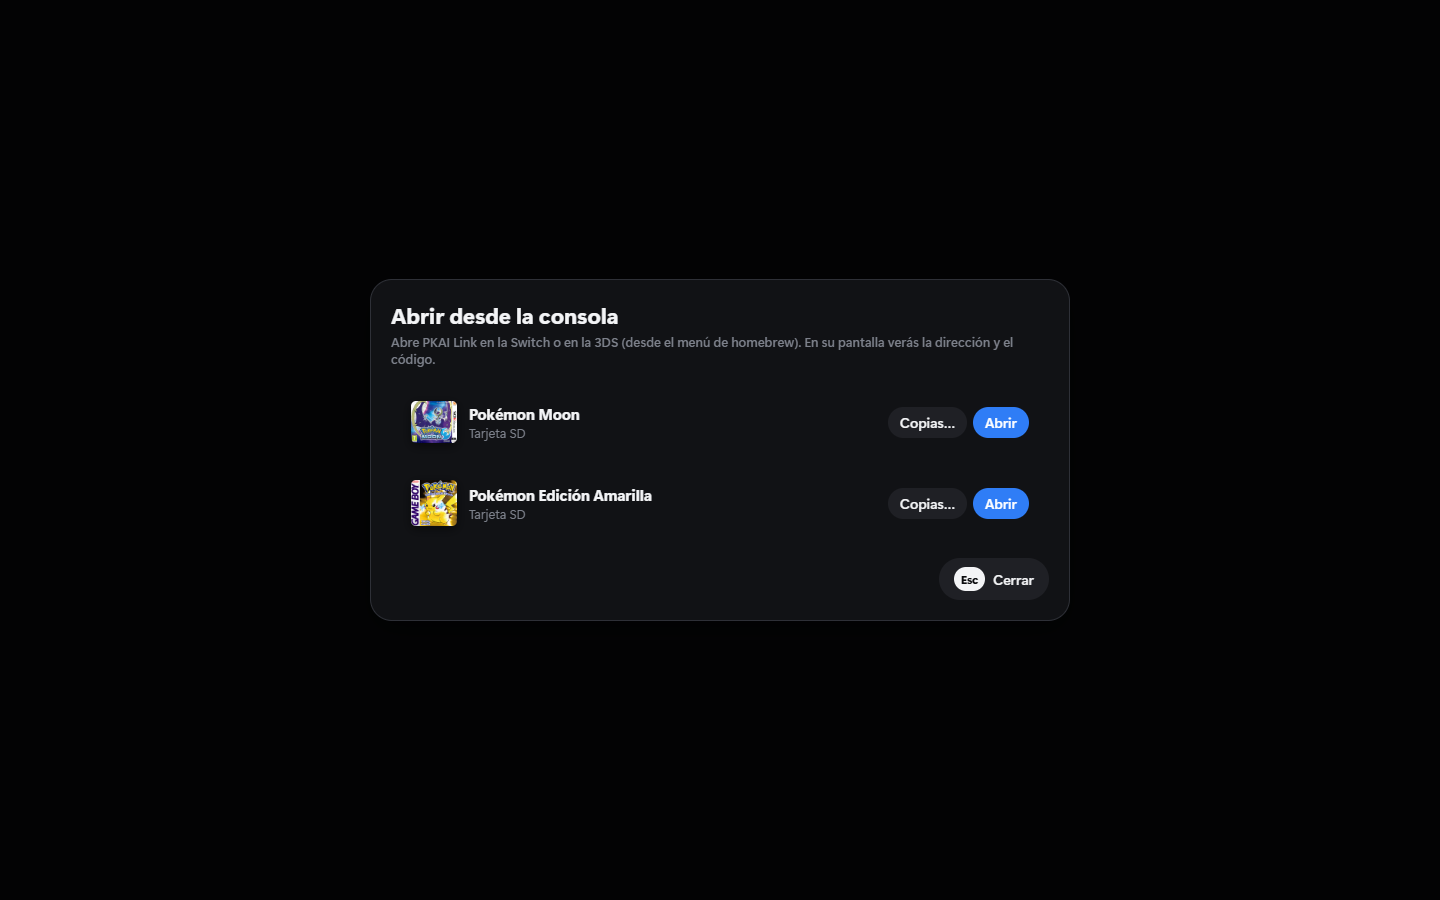 Abrir desde la consola
Abre PKAI Link en la Switch o en la 3DS (desde el menú de homebrew). En su pantalla verás la dirección y el
código.
Pokémon Moon
Tarjeta SD
Copias...
Abrir
GAME BOY
Pokémon Edición Amarilla
Tarjeta SD
Copias...
Abrir
Esc
Cerrar